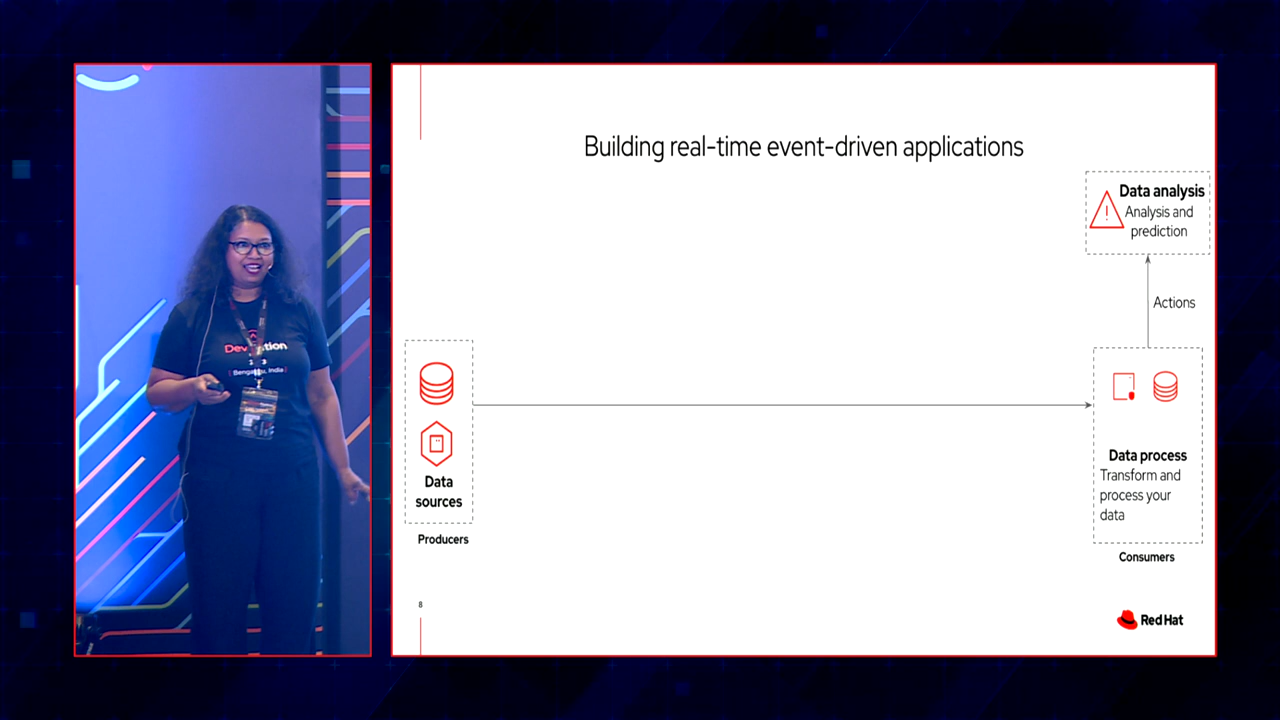 Building real-time event-driven applications
Data analysis
Analysis and
prediction
Actions
Data
sources
Producers
Data process
Transform and
process your
data
Consumers
8
Red Hat